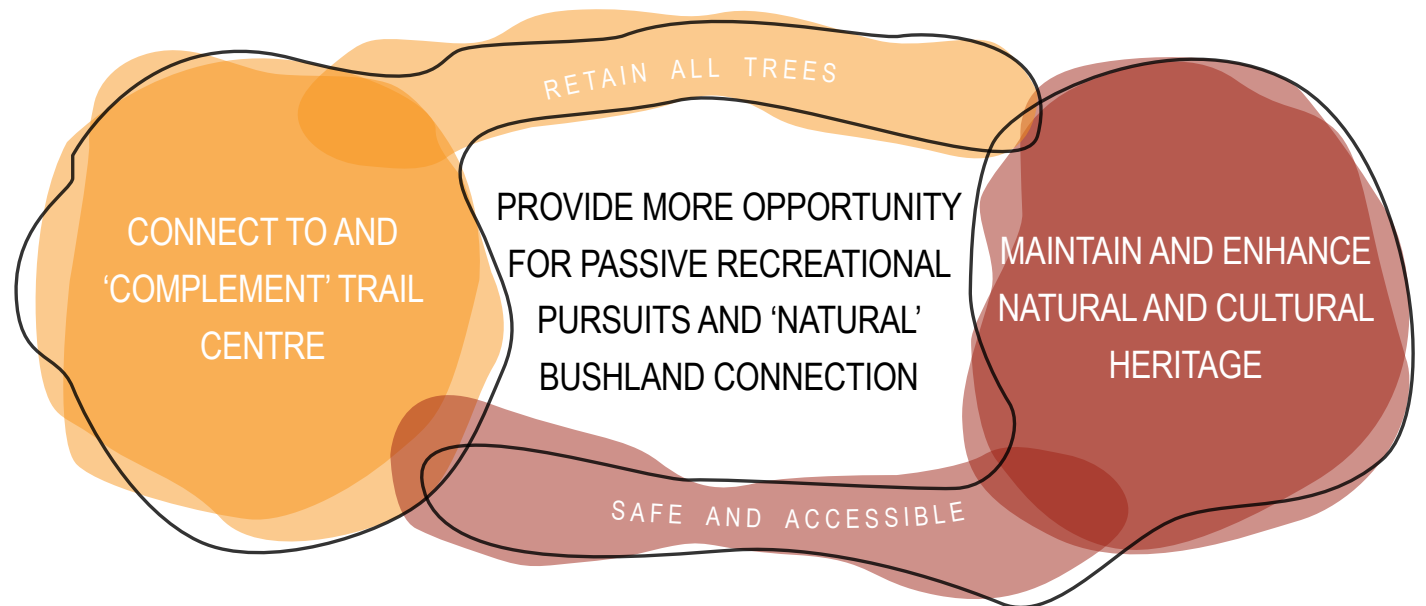 RETAIN ALL TREES
CONNECT TO AND
‘COMPLEMENT’ TRAIL
CENTRE
PROVIDE MORE OPPORTUNITY
FOR PASSIVE RECREATIONAL
PURSUITS AND ‘NATURAL’
BUSHLAND CONNECTION
MAINTAIN AND ENHANCE
NATURAL AND CULTURAL
HERITAGE
SAFE AND ACCESSIBLE